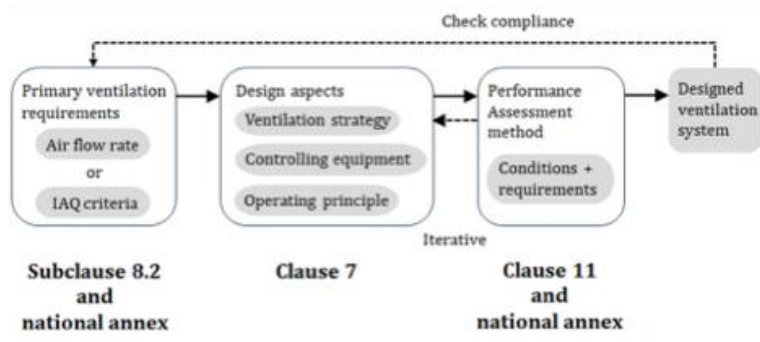 Check compliance
Primary ventilation
requirements
Air flow rate
or
IAQ criteria
Design aspects
Ventilation strategy
Controlling equipment
Operating principle
Performance
Assessment
method
Conditions +
requirements
Designed
ventilation
system
Iterative
Subclause 8.2
and
national annex
Clause 7
Clause 11
and
national annex